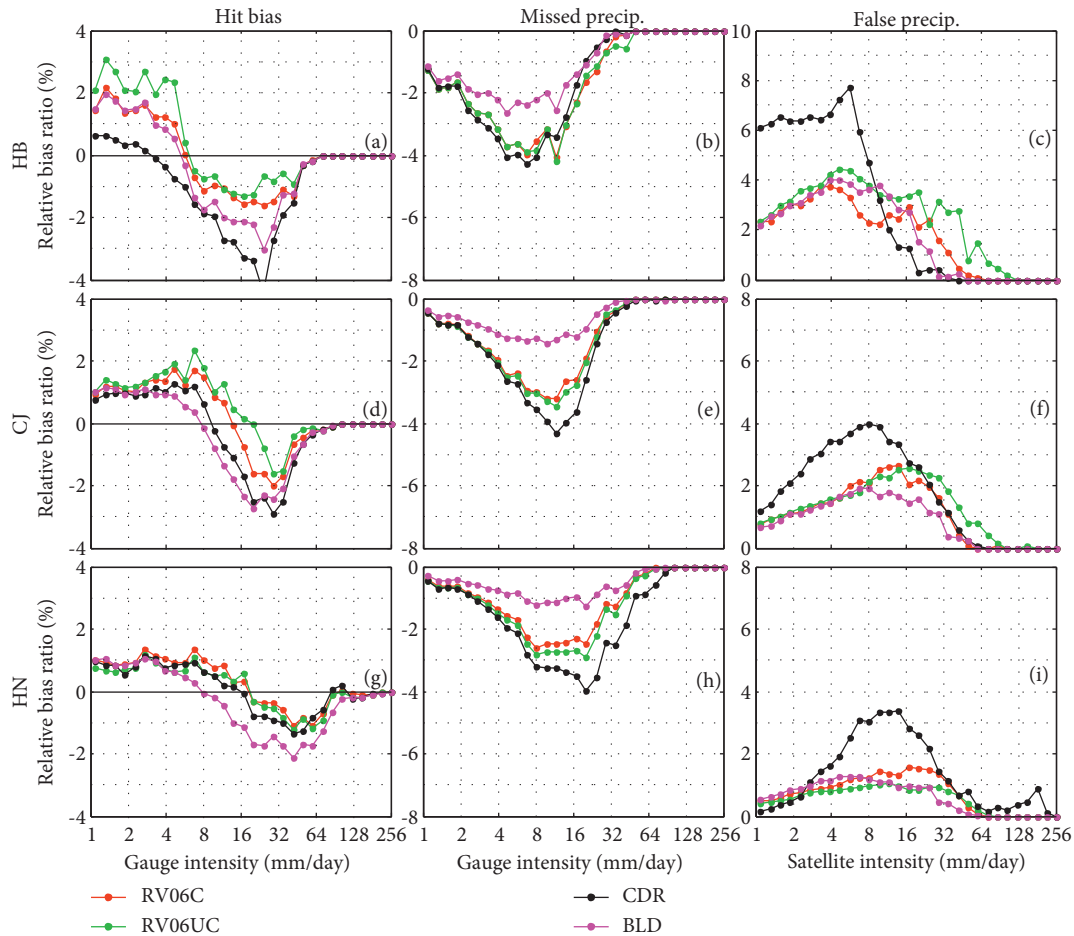 Hit bias
Missed precip.
False precip.
HB
Relative bias ratio (%)
4
2
0
-2
-4
(a)
0
-2
-4
-6
-8
(b)
10
8
6
4
2
0
(c)
CJ
Relative bias ratio (%)
4
2
0
-2
-4
(d)
0
-2
-4
-6
-8
(e)
8
6
4
2
0
(f)
HN
Relative bias ratio (%)
4
2
0
-2
-4
(g)
0
-2
-4
-6
-8
(h)
8
6
4
2
0
(i)
1 2 4 8 16 32 64 128 256
1 2 4 8 16 32 64 128 256
1 2 4 8 16 32 64 128 256
Gauge intensity (mm/day)
Gauge intensity (mm/day)
Satellite intensity (mm/day)
RV06C
RV06UC
CDR
BLD